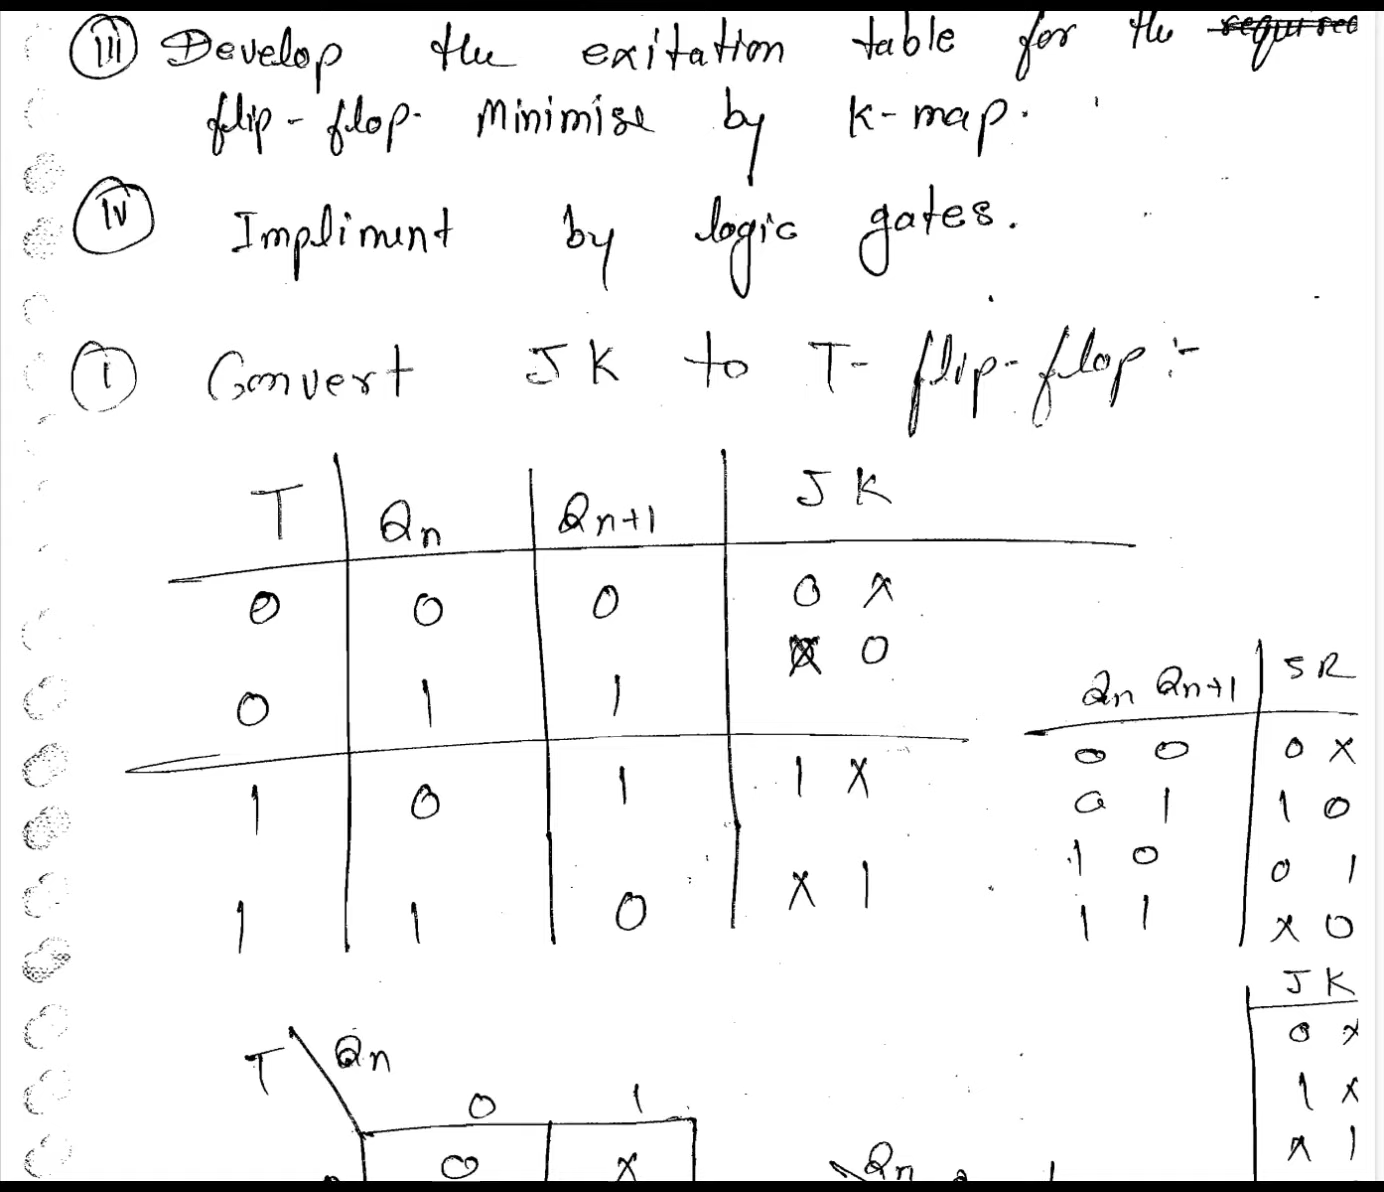 (iii) Develop the exitation table for the
flip-flop. Minimise by K-map.
(iv) Impliment by logic gates.
(i) Convert JK to T- flip-flop :-
T Qn Qn+1 J K
0 0 0 0 X
0 1 1 X 0
1 0 1 1 X
1 1 0 X 1
Qn Qn+1 S R
0 0 0 X
0 1 1 0
1 0 0 1
1 1 X 0
J K
0 X
1 X
X 1
T Qn
0 1
0 X
Qn